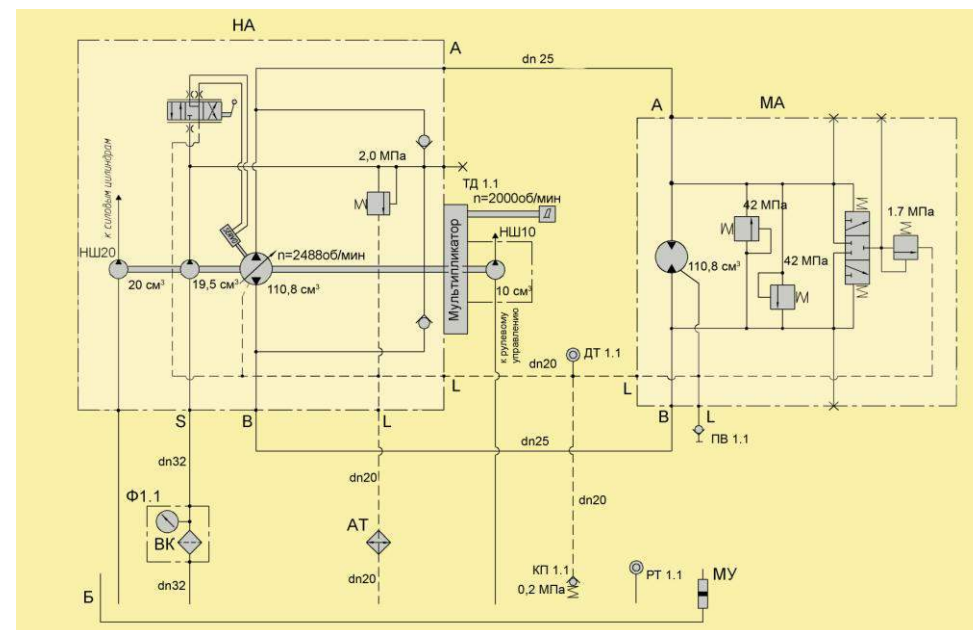 НА
А
dn 25
А
МА
2,0 МПа
к силовым цилиндрам
ТД 1.1
n=2000об/мин
Д
42 МПа
1.7 МПа
НШ20
n=2488об/мин
НШ10
Мультипликатор
42 МПа
20 см³
19,5 см³
110,8 см³
10 см³
110,8 см³
к рулевому
управлению
dn20
ДТ 1.1
L
L
S
В
L
В
L
ПВ 1.1
dn25
dn32
dn20
dn20
Ф1.1
ВК
АТ
dn32
dn20
КП 1.1
0,2 МПа
РТ 1.1
МУ
Б